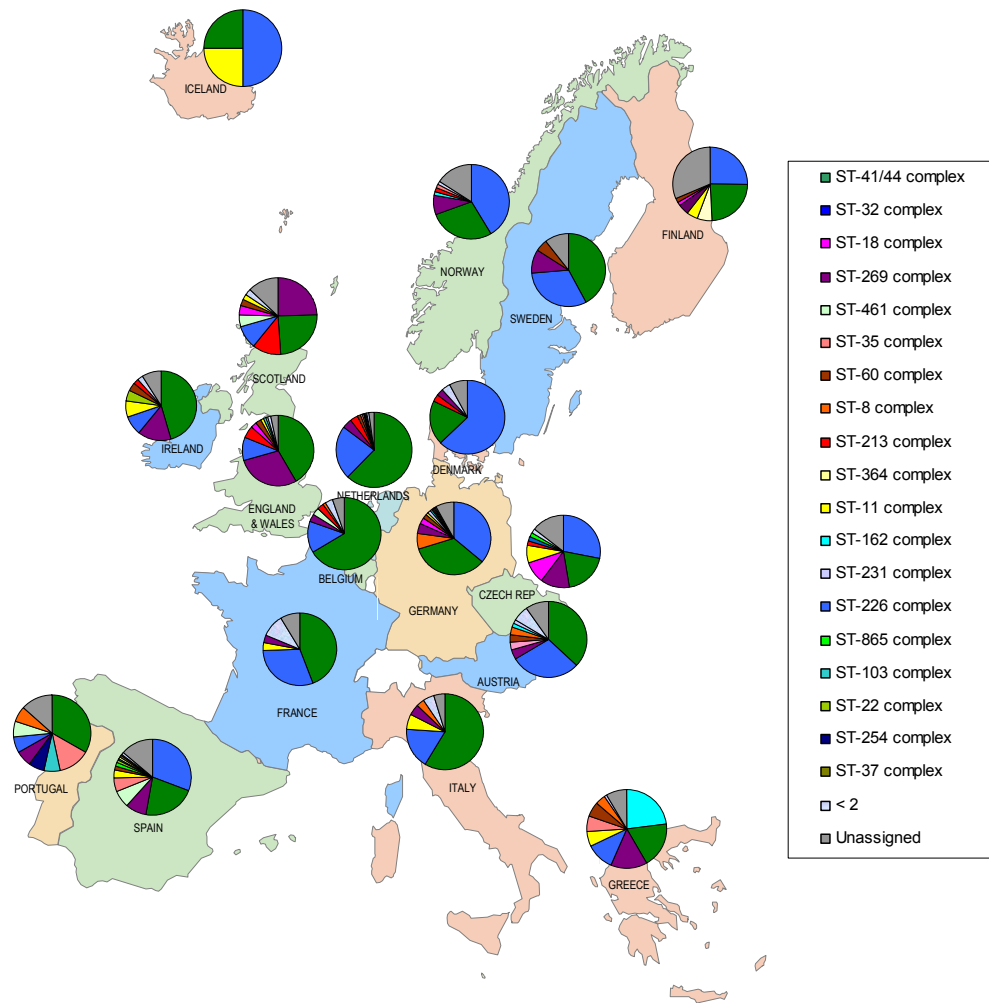 ICELAND
FINLAND
NORWAY
SWEDEN
SCOTLAND
IRELAND
DENMARK
NETHERLANDS
ENGLAND
& WALES
BELGIUM
GERMANY
CZECH REP
AUSTRIA
FRANCE
ITALY
PORTUGAL
SPAIN
GREECE
ST-41/44 complex
ST-32 complex
ST-18 complex
ST-269 complex
ST-461 complex
ST-35 complex
ST-60 complex
ST-8 complex
ST-213 complex
ST-364 complex
ST-11 complex
ST-162 complex
ST-231 complex
ST-226 complex
ST-865 complex
ST-103 complex
ST-22 complex
ST-254 complex
ST-37 complex
< 2
Unassigned